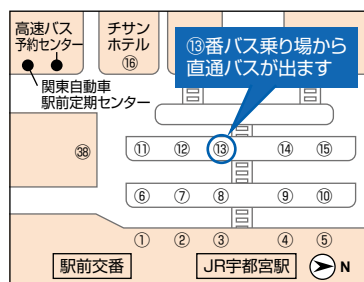 高速バス
予約センター
チサン
ホテル
⑯
⑬番バス乗り場から
直通バスが出ます
関東自動車
駅前定期センター
㊳
⑪ ⑫ ⑬ ⑭ ⑮
⑥ ⑦ ⑧ ⑨ ⑩
① ② ③ ④ ⑤
駅前交番
JR宇都宮駅
N